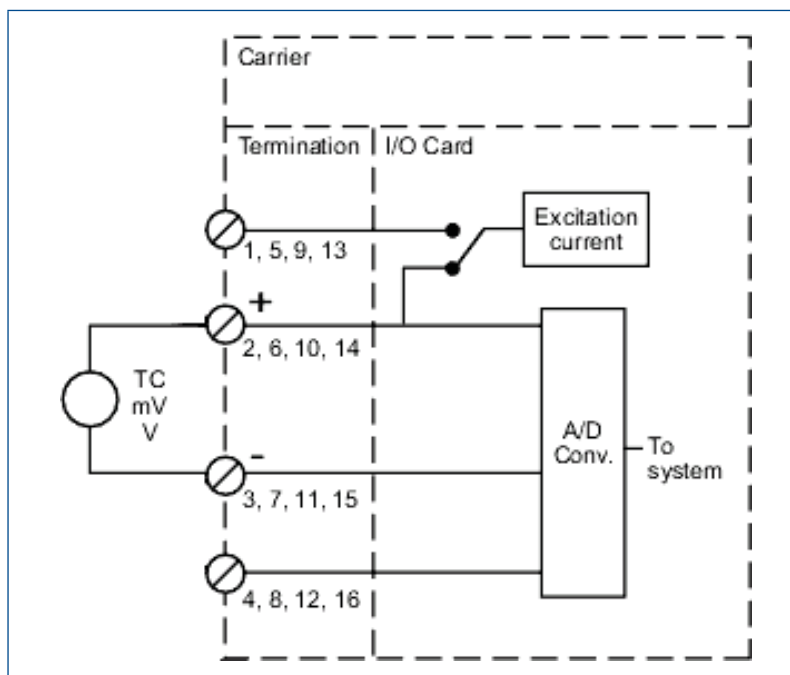 Carrier
Termination
I/O Card
Excitation
current
1, 5, 9, 13
+
2, 6, 10, 14
TC
mV
V
A/D
Conv.
To
system
-
3, 7, 11, 15
4, 8, 12, 16